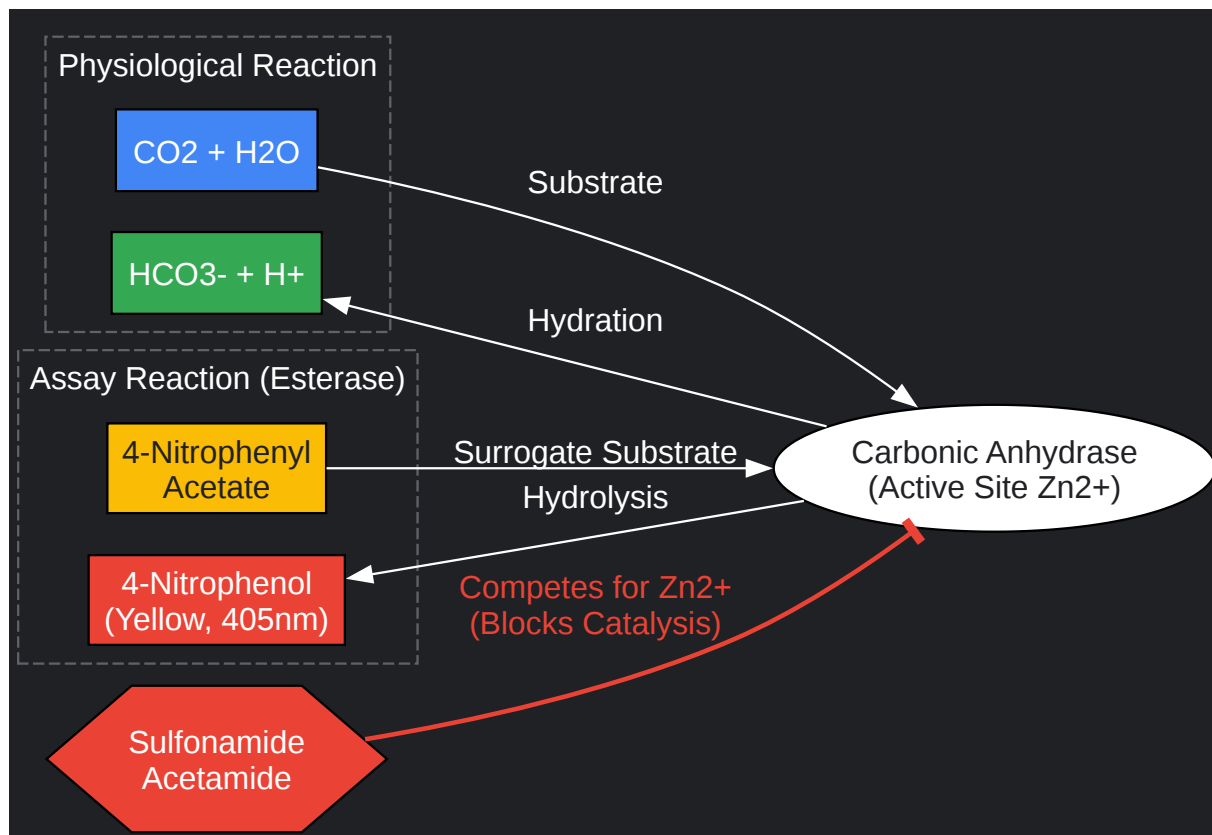 Physiological Reaction
CO2 + H2O
Substrate
HCO3- + H+
Hydration
Assay Reaction (Esterase)
4-Nitrophenyl
Acetate
Surrogate Substrate
Carbonic Anhydrase
(Active Site Zn2+)
Hydrolysis
4-Nitrophenol
(Yellow, 405nm)
Competes for Zn2+
(Blocks Catalysis)
Sulfonamide
Acetamide